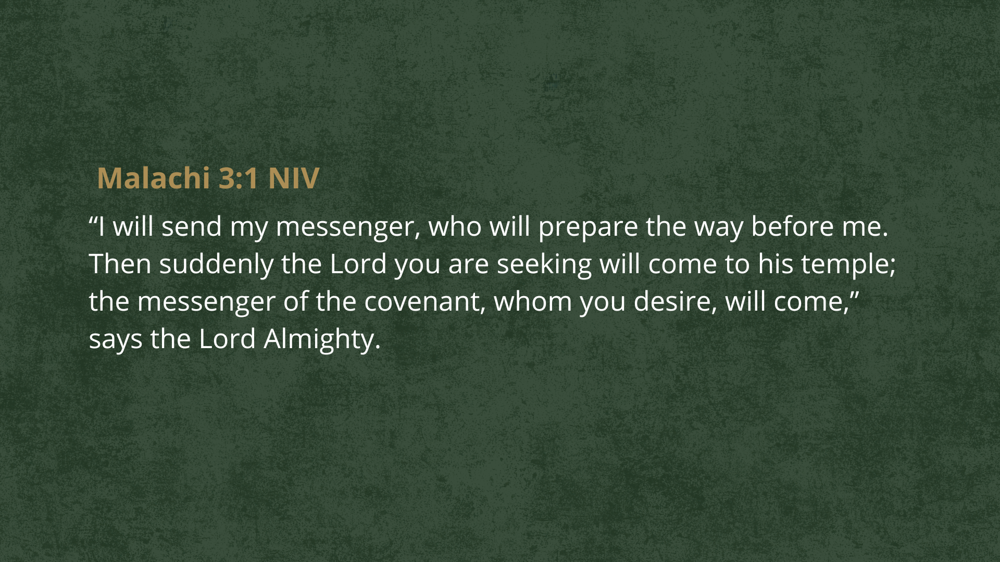 Malachi 3:1 NIV
“I will send my messenger, who will prepare the way before me.
Then suddenly the Lord you are seeking will come to his temple;
the messenger of the covenant, whom you desire, will come,”
says the Lord Almighty.